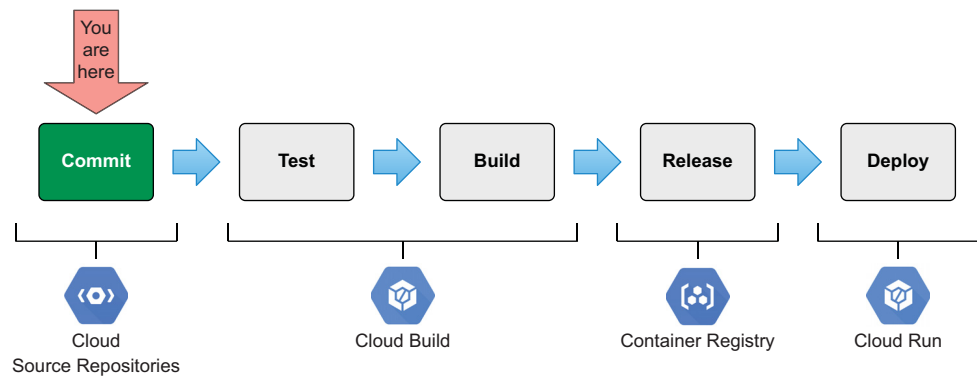 You
are
here
Commit
Test
Build
Release
Deploy
Cloud
Source Repositories
Cloud Build
Container Registry
Cloud Run